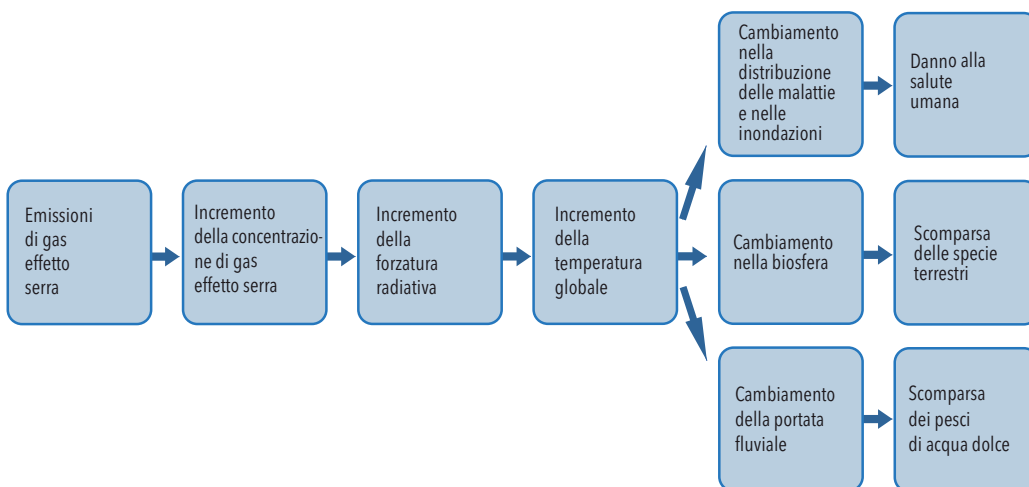 Emissioni
di gas
effetto
serra
Incremento
della concentrazio-
ne di gas
effetto serra
Incremento
della
forzatura
radiativa
Incremento
della
temperatura
globale
Cambiamento
nella
distribuzione
delle malattie
e nelle
inondazioni
Danno alla
salute
umana
Cambiamento
nella biosfera
Scomparsa
delle specie
terrestri
Cambiamento
della portata
fluviale
Scomparsa
dei pesci
di acqua dolce